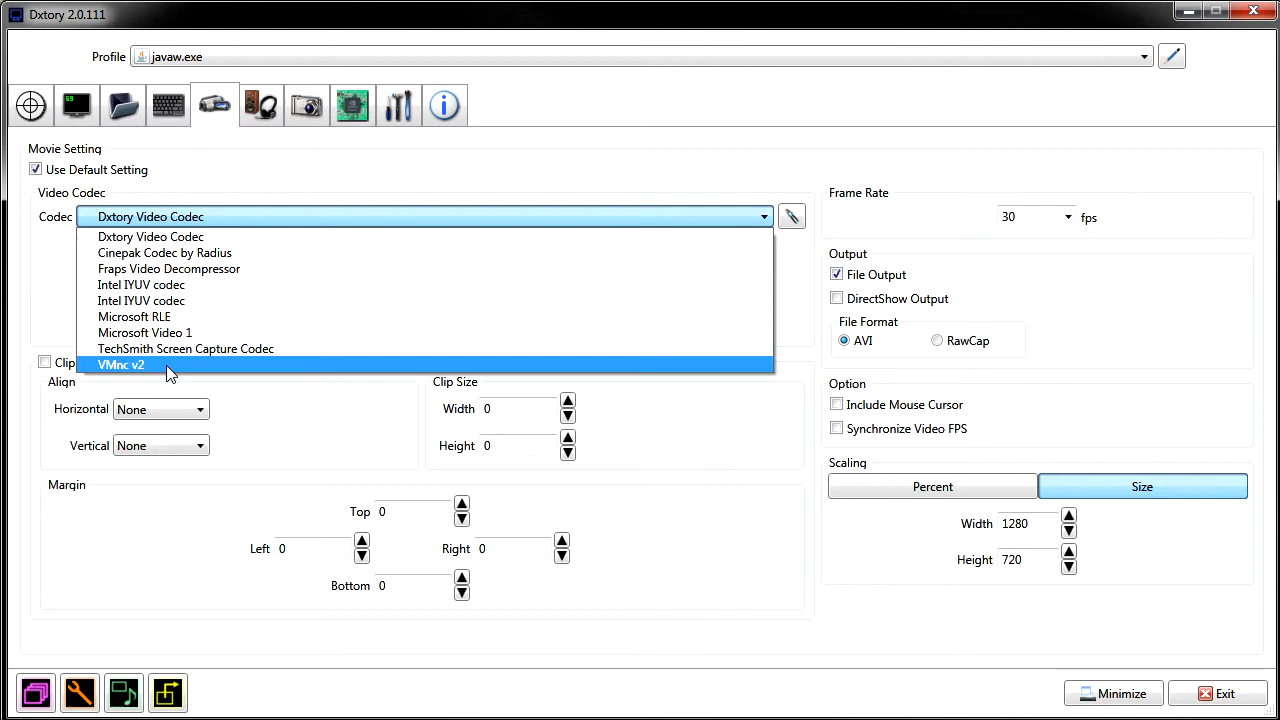 Dxtory 2.0.111
Profile javaw.exe
69
Movie Setting
Use Default Setting
Video Codec
Codec Dxtory Video Codec
Dxtory Video Codec
Cinepak Codec by Radius
Fraps Video Decompressor
Intel IYUV codec
Intel IYUV codec
Microsoft RLE
Microsoft Video 1
TechSmith Screen Capture Codec
VMnc v2
Clip
Align
Horizontal None
Vertical None
Clip Size
Width 0
Height 0
Margin
Top 0
Left 0
Right 0
Bottom 0
Frame Rate
30 fps
Output
File Output
DirectShow Output
File Format
AVI RawCap
Option
Include Mouse Cursor
Synchronize Video FPS
Scaling
Percent Size
Width 1280
Height 720
Minimize Exit